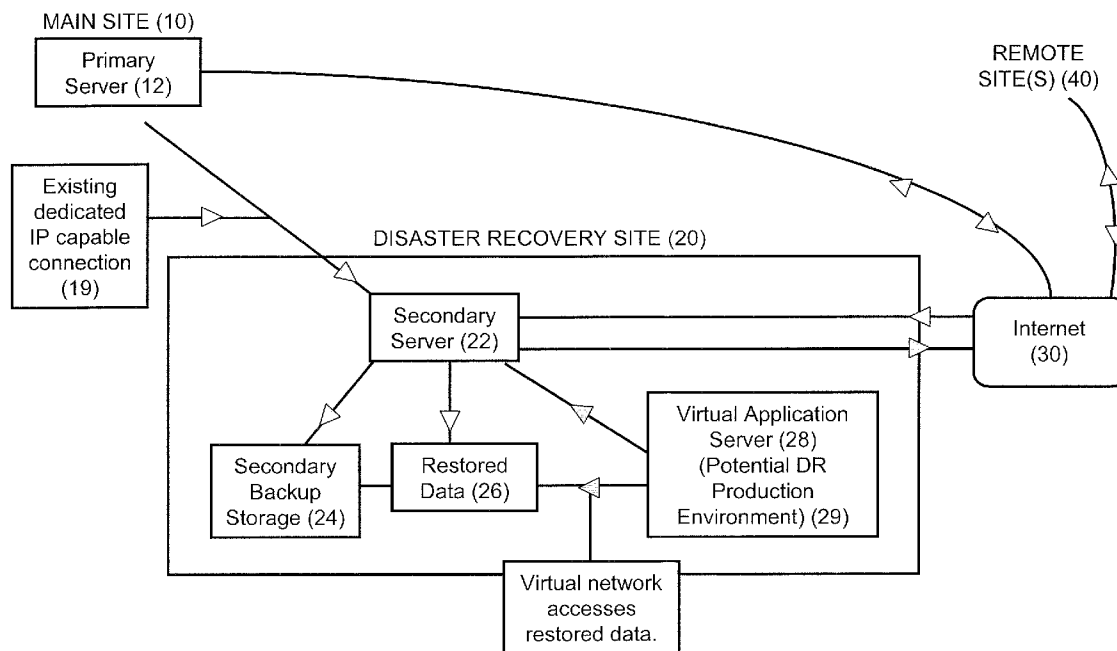 MAIN SITE (10)
Primary
Server (12)
REMOTE
SITE(S) (40)
Existing
dedicated
IP capable
connection
(19)
DISASTER RECOVERY SITE (20)
Secondary
Server (22)
Internet
(30)
Secondary
Backup
Storage (24)
Restored
Data (26)
Virtual Application
Server (28)
(Potential DR
Production
Environment) (29)
Virtual network
accesses
restored data.